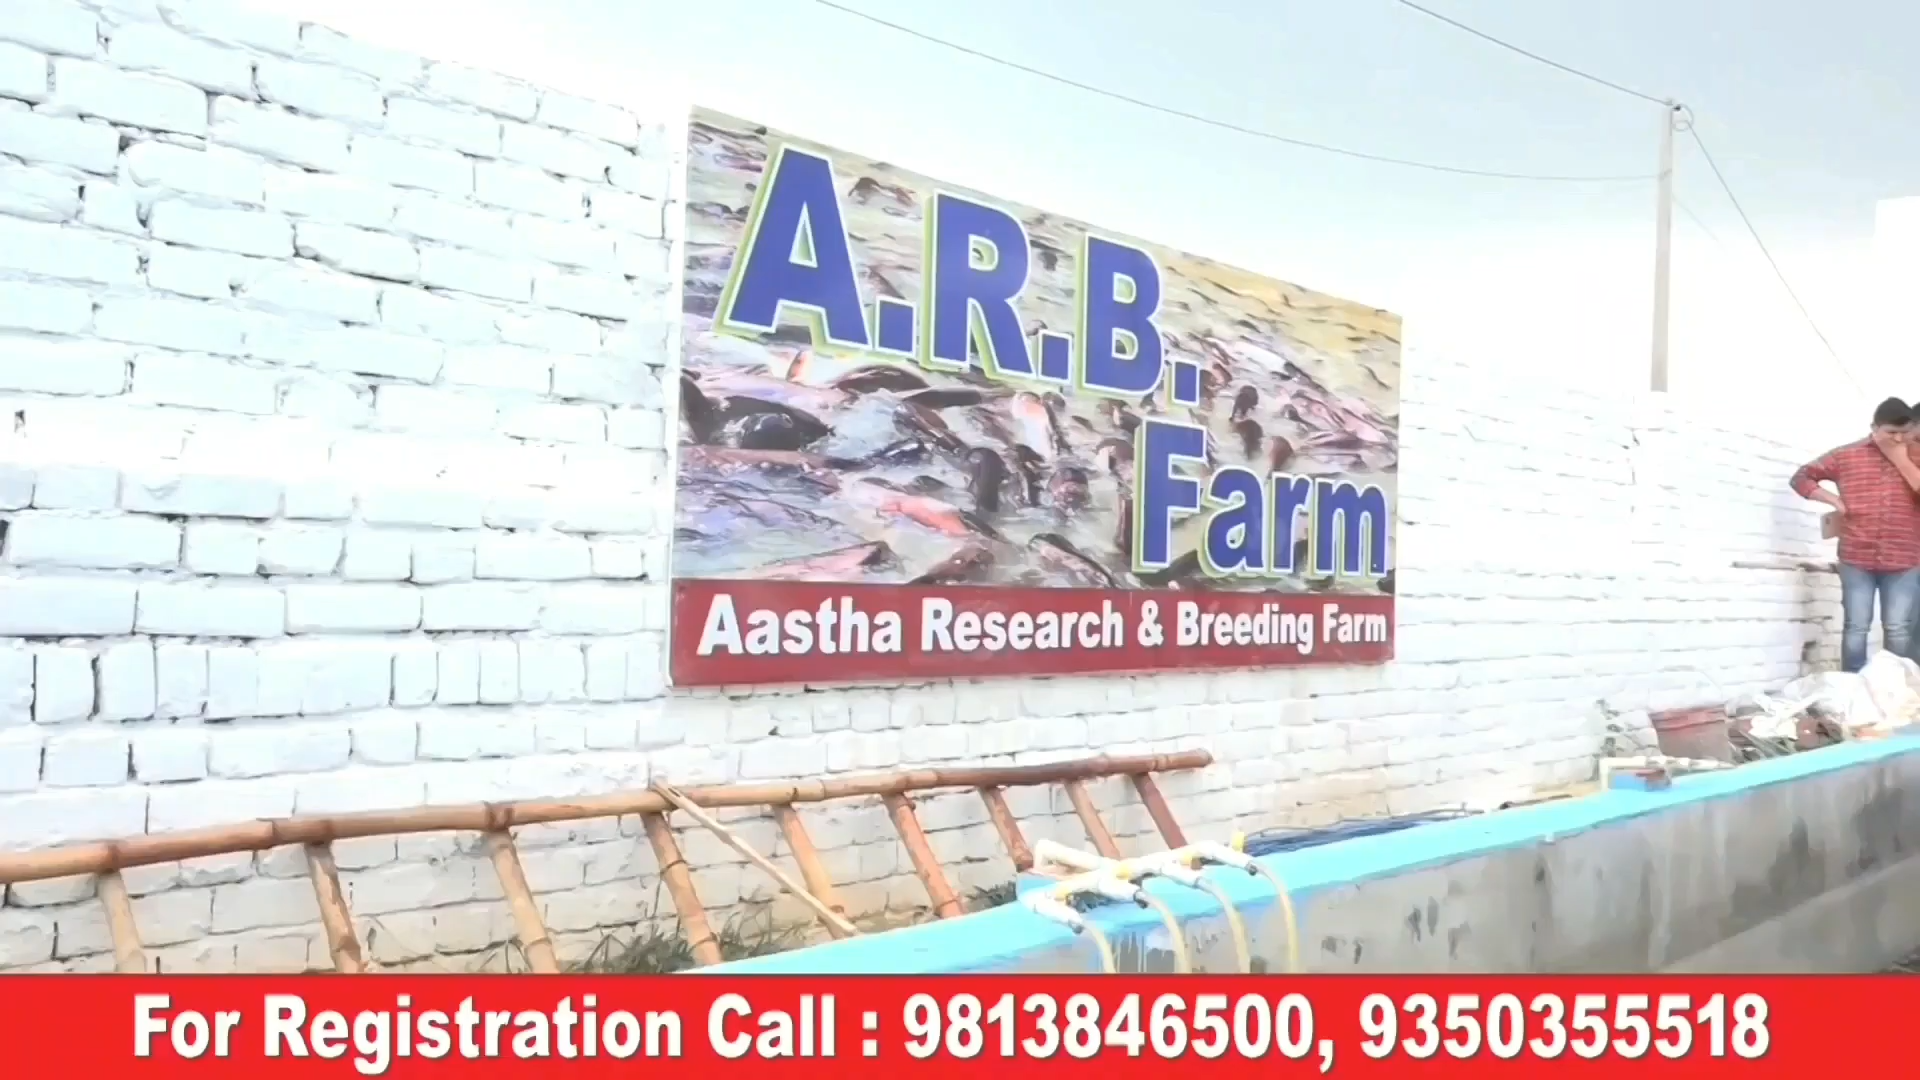 A.R.B.
Farm
Aastha Research & Breeding Farm
For Registration Call : 9813846500, 9350355518